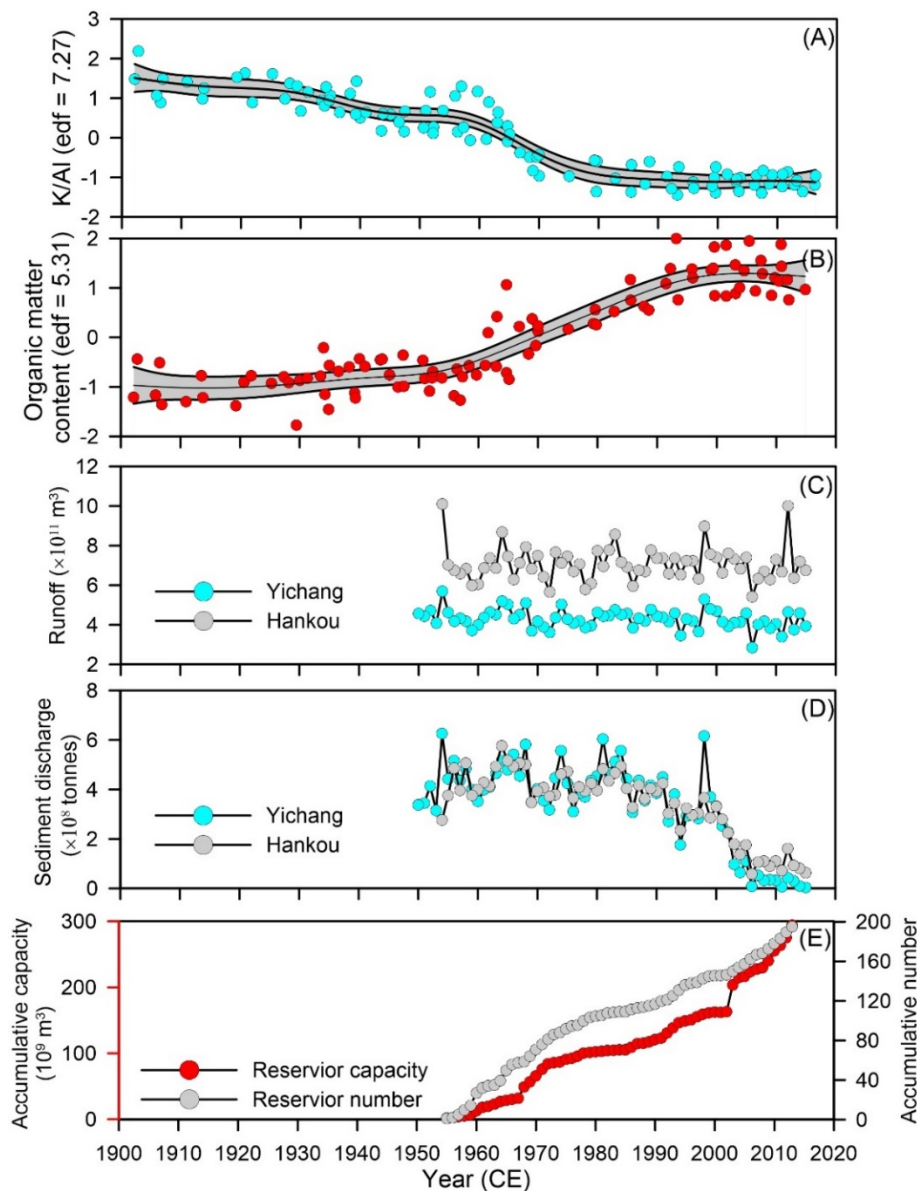 (A)
K/Al (edf = 7.27)
3
2
1
0
-1
-2
(B)
Organic matter
content (edf = 5.31)
2
1
0
-1
-2
(C)
Runoff (×10¹¹ m³)
12
10
8
6
4
2
Yichang
Hankou
(D)
Sediment discharge
(×10⁸ tonnes)
8
6
4
2
0
Yichang
Hankou
(E)
Accumulative capacity
(10⁹ m³)
300
200
100
0
Reservior capacity
Reservior number
200
160
120
80
40
0
Accumulative number
1900 1910 1920 1930 1940 1950 1960 1970 1980 1990 2000 2010 2020
Year (CE)